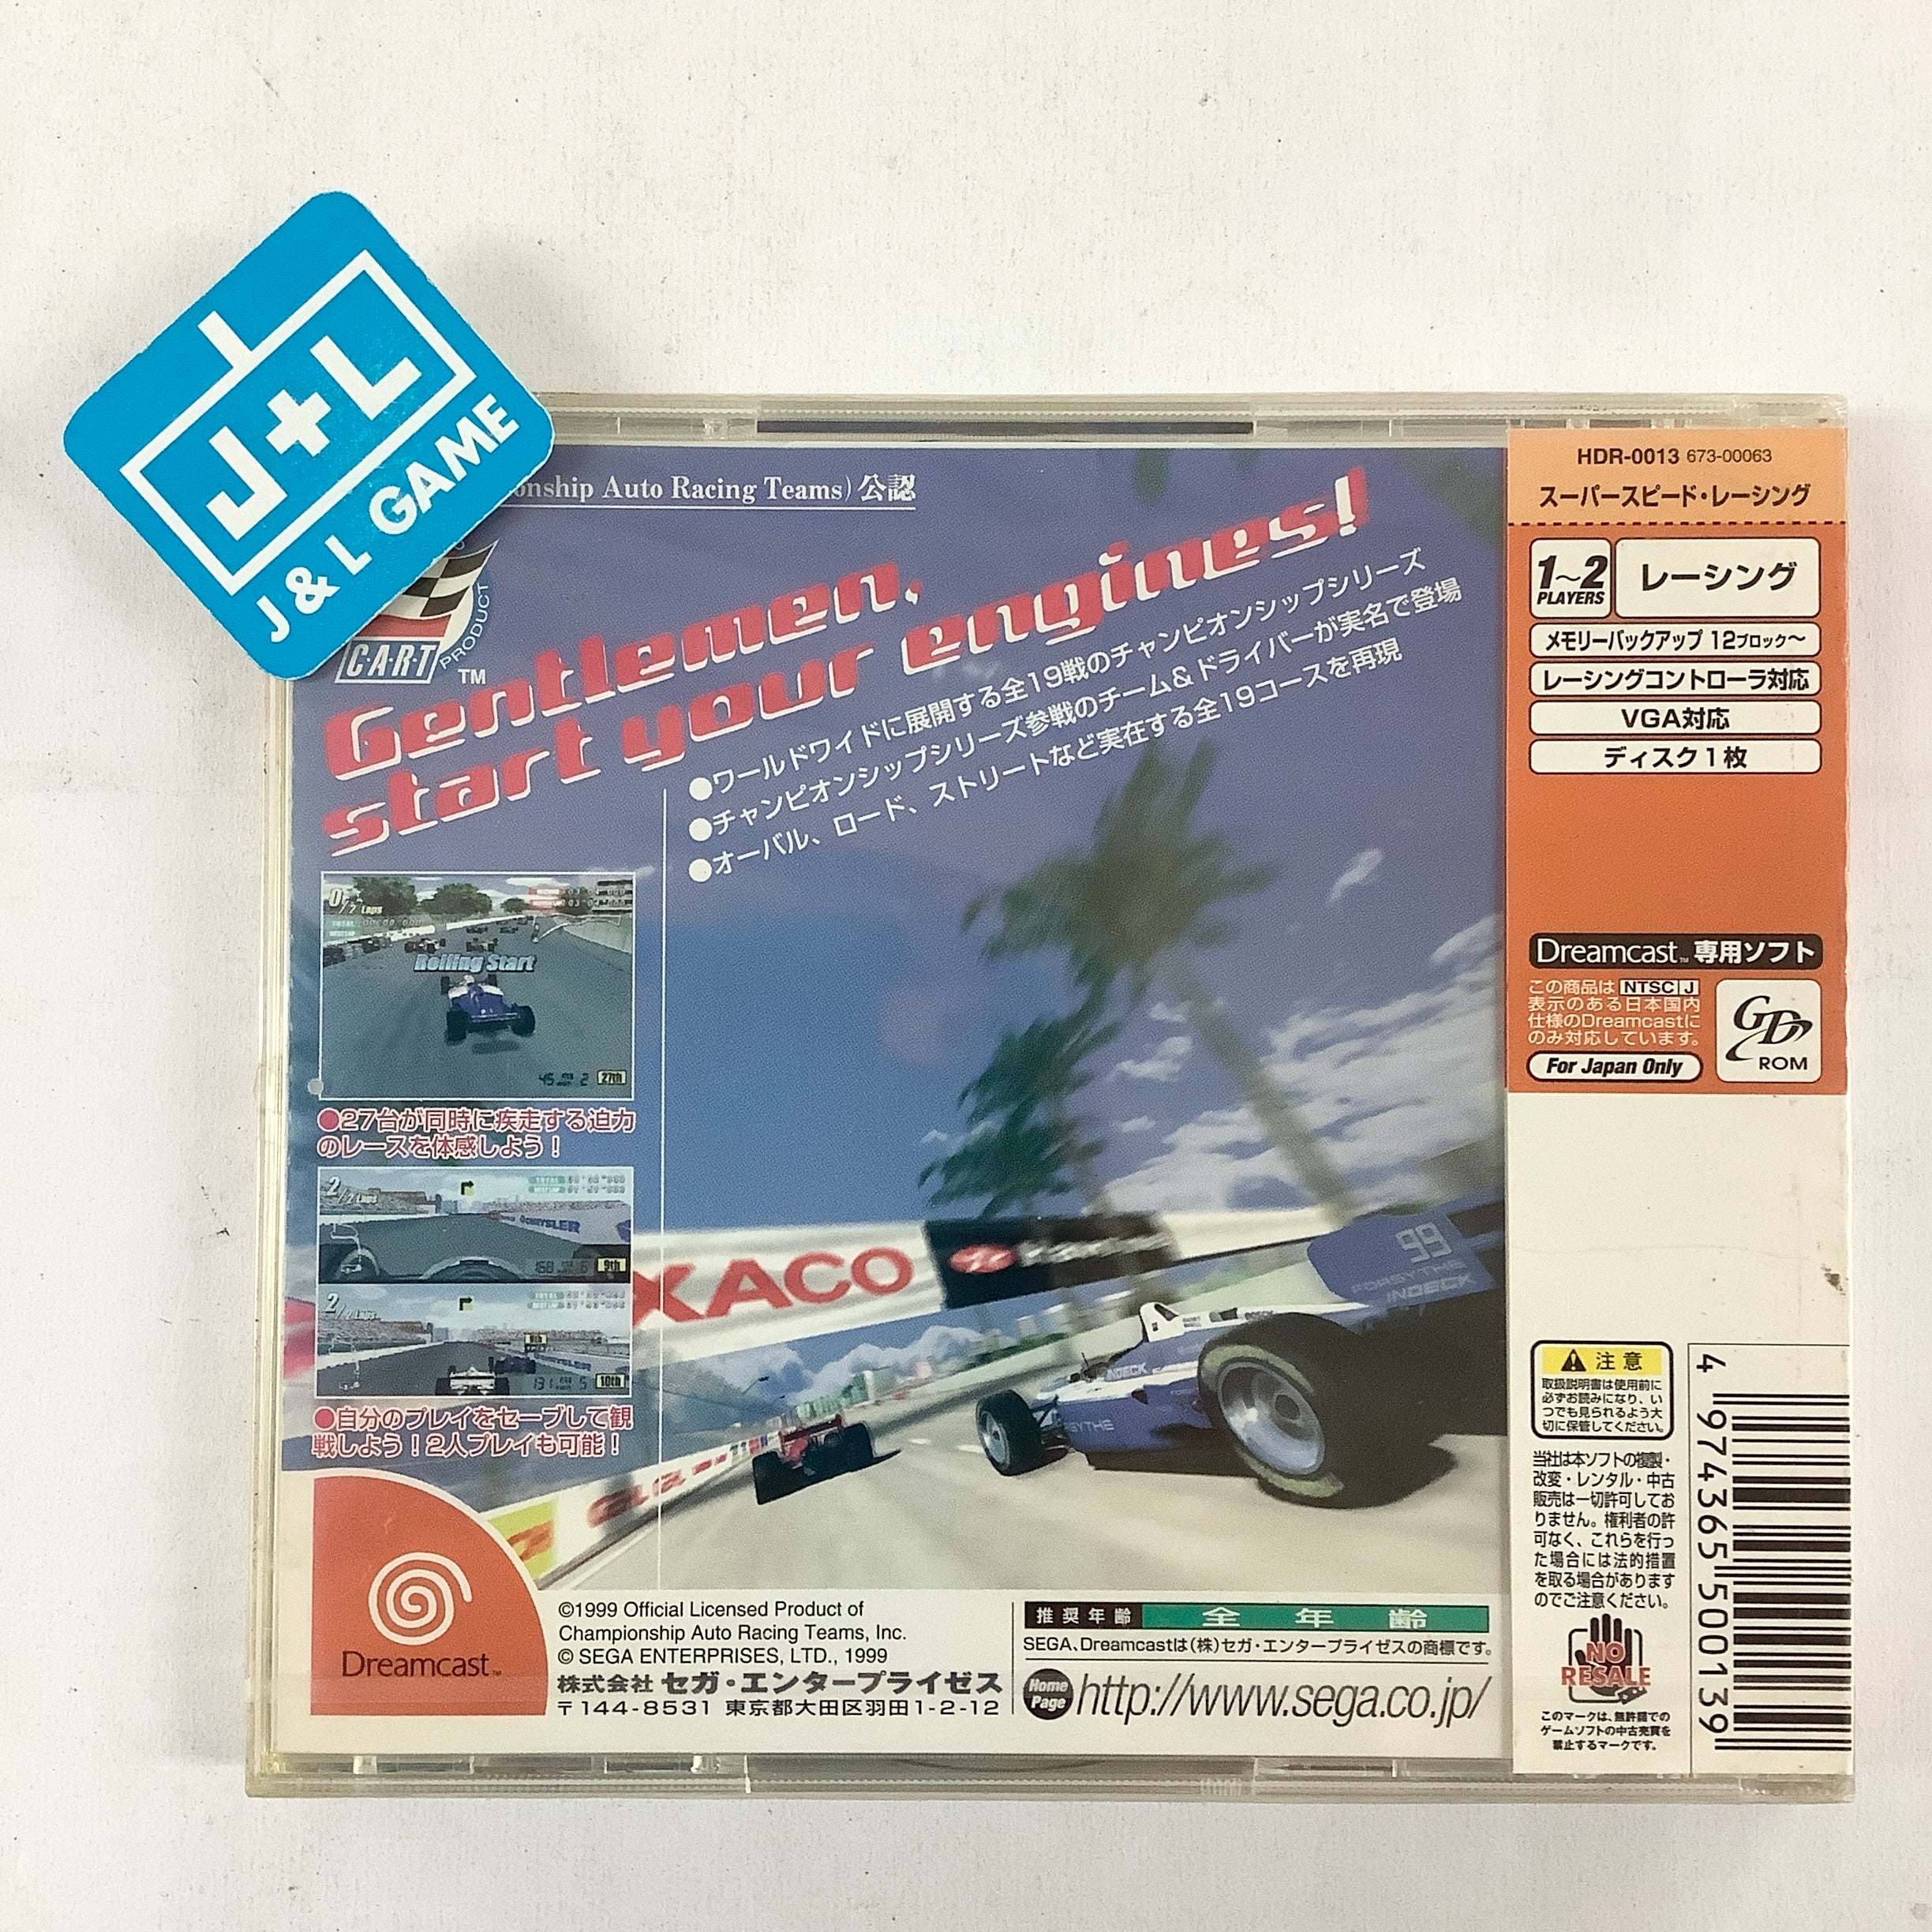 J+L
J & L GAME
onship Auto Racing Teams)公認
PRODUCT
C·A·R·T
TM
Gentlemen,
start your engines!
●ワールドワイドに展開する全19戦のチャンピオンシップシリーズ
●チャンピオンシップシリーズ参戦のチーム&ドライバーが実名で登場
●オーバル、ロード、ストリートなど実在する全19コースを再現
0/7 Laps
Rolling Start
45 2 27th
●27台が同時に疾走する迫力
のレースを体感しよう!
2/2 Laps
CHRYSLER
168 6 9th
2/2 Laps
CHRYSLER
131 5 10th
●自分のプレイをセーブして観
戦しよう!2人プレイも可能!
XACO
99
FORSYTHE
INDECK
INDECK
Dreamcast™
©1999 Official Licensed Product of
Championship Auto Racing Teams, Inc.
© SEGA ENTERPRISES, LTD., 1999
株式会社 セガ・エンタープライゼス
〒144-8531 東京都大田区羽田1-2-12
推奨年齢 全年齢
SEGA、Dreamcastは(株)セガ・エンタープライゼスの商標です。
Home Page http://www.sega.co.jp/
HDR-0013 673-00063
スーパースピード・レーシング
1~2
PLAYERS
レーシング
メモリーバックアップ 12ブロック~
レーシングコントローラ対応
VGA対応
ディスク1枚
Dreamcast™ 専用ソフト
この商品は NTSC J
表示のある日本国内
仕様のDreamcastに
のみ対応しています。
For Japan Only
GD
ROM
注意
取扱説明書は使用前に
必ずお読みになり、い
つでも見られるよう大
切に保管してください。
当社は本ソフトの複製・
改変・レンタル・中古
販売は一切許可してお
りません。権利者の許
可なく、これらを行っ
た場合には法的措置
を取る場合があります
のでご注意ください。
NO
RESALE
このマークは、無許諾での
ゲームソフトの中古売買を
禁止するマークです。
4 974365 500139